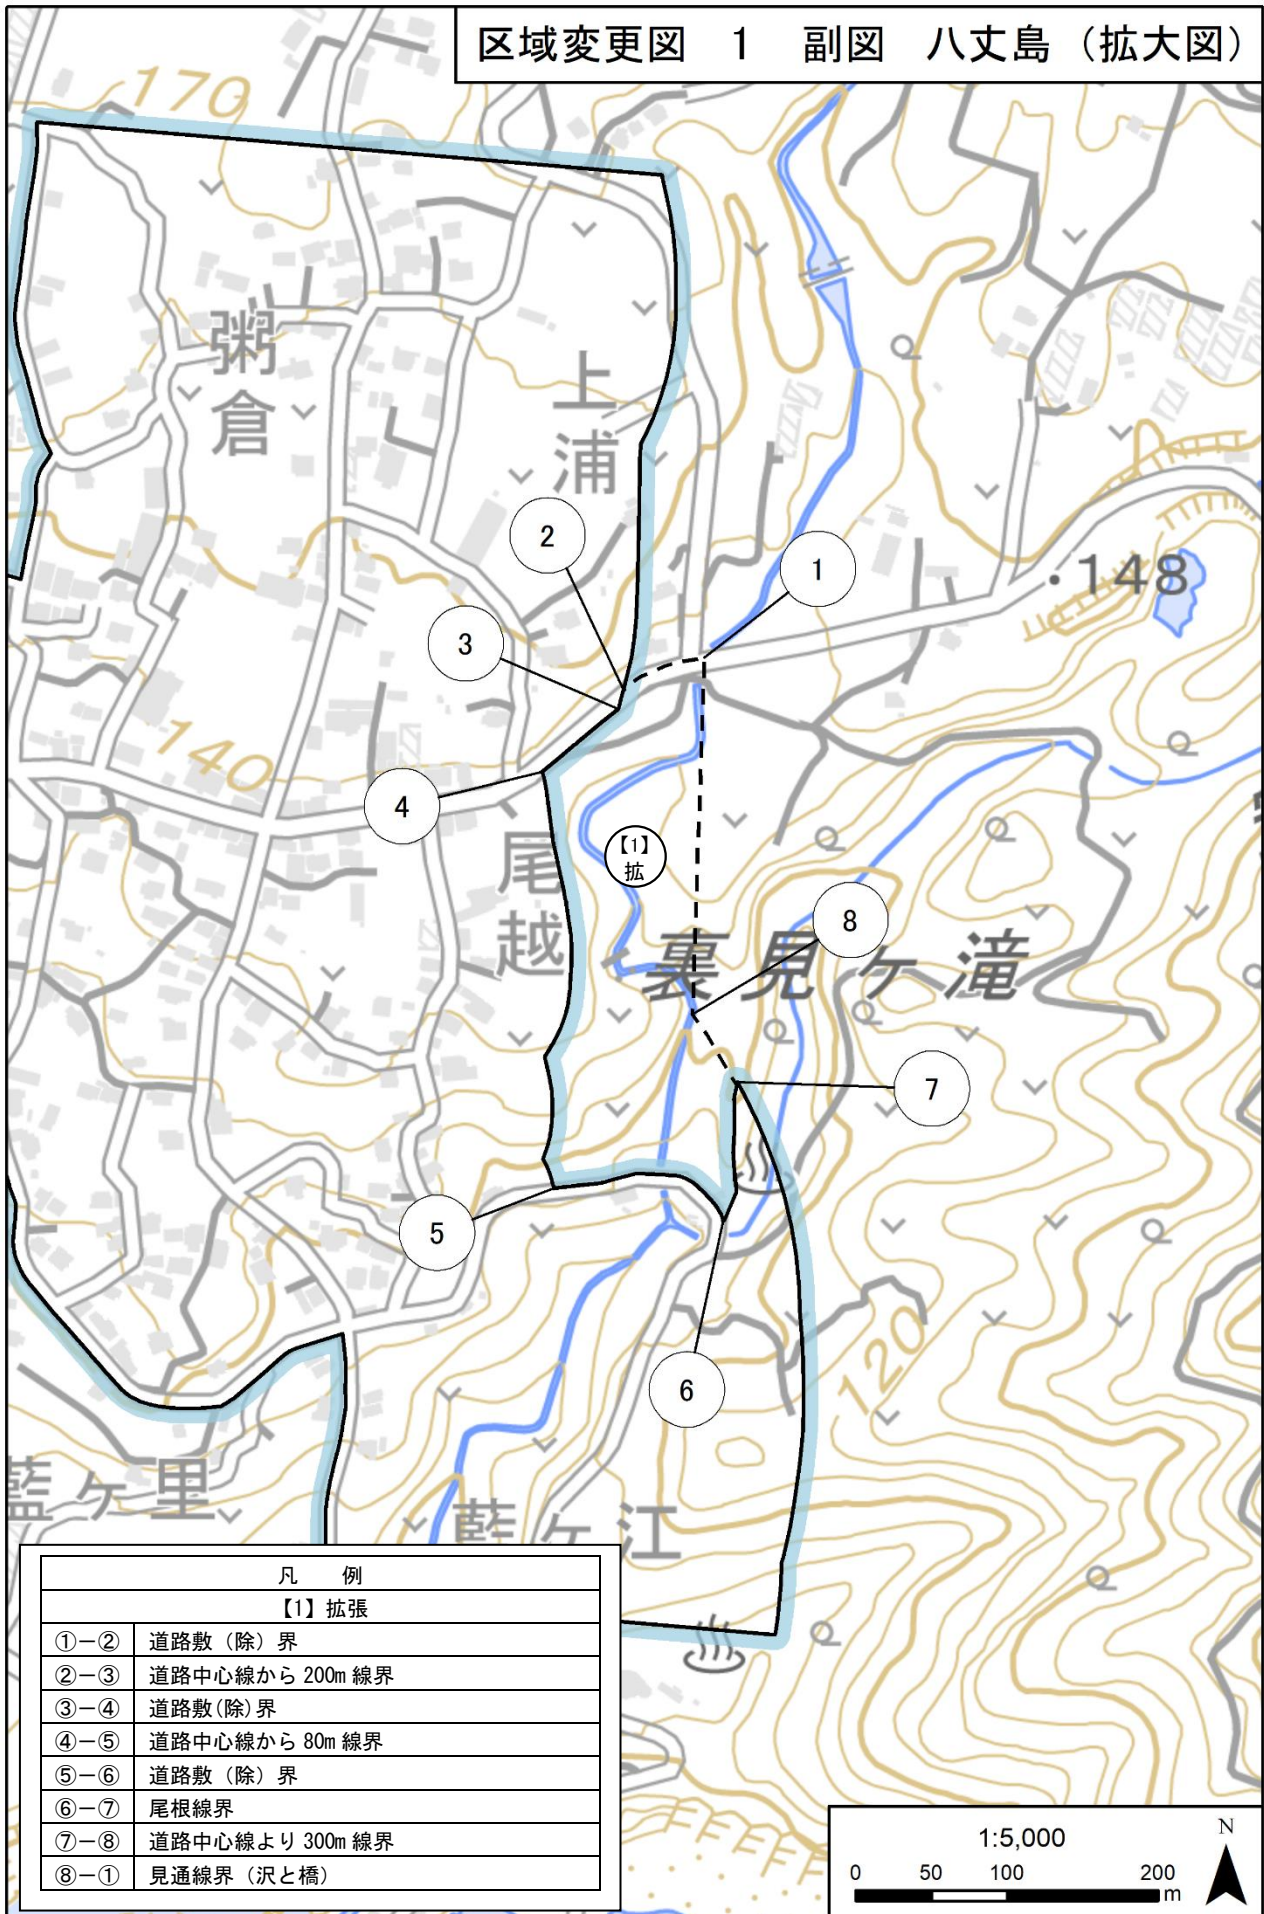 区域変更図　1　副図　八丈島（拡大図）
170
粥倉
上浦
2
1
・148
3
140
4
尾越
【1】
拡
8
裏見ヶ滝
7
5
6
120
藍ヶ里
藍ヶ江
凡　例
【1】拡張
①－② 道路敷（除）界
②－③ 道路中心線から 200m 線界
③－④ 道路敷(除)界
④－⑤ 道路中心線から 80m 線界
⑤－⑥ 道路敷（除）界
⑥－⑦ 尾根線界
⑦－⑧ 道路中心線より 300m 線界
⑧－① 見通線界（沢と橋）
1:5,000
N
0 50 100 200
m